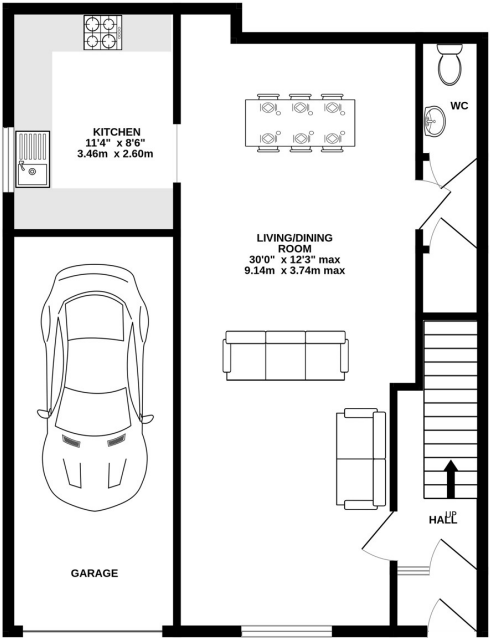 KITCHEN
11'4" x 8'6"
3.46m x 2.60m
WC
LIVING/DINING
ROOM
30'0" x 12'3" max
9.14m x 3.74m max
UP
HALL
GARAGE